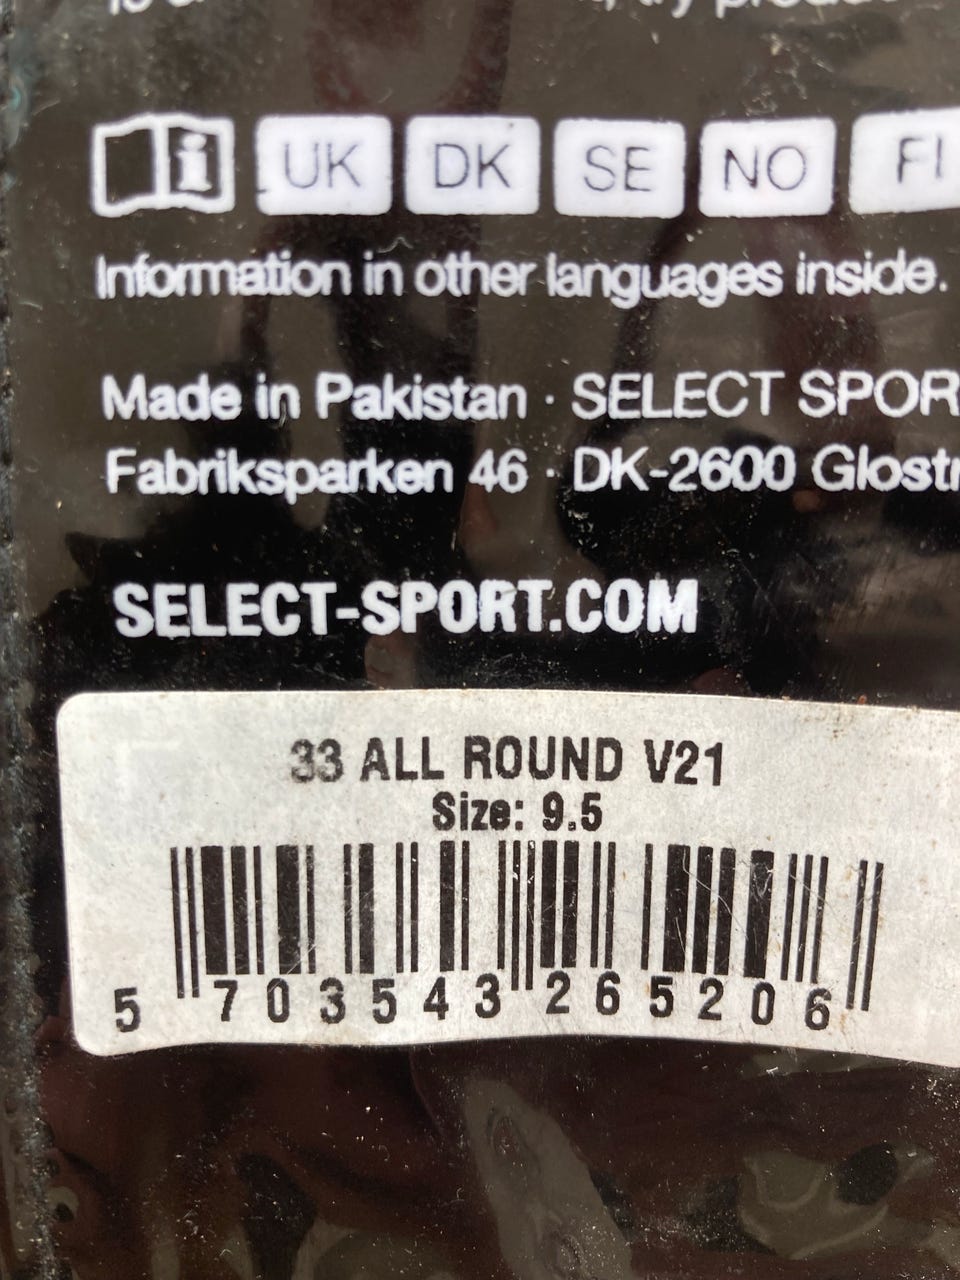 i UK DK SE NO FI
Information in other languages inside.
Made in Pakistan · SELECT SPOR
Fabriksparken 46 · DK-2600 Glostr
SELECT-SPORT.COM
33 ALL ROUND V21
Size: 9.5
5 703543 265206